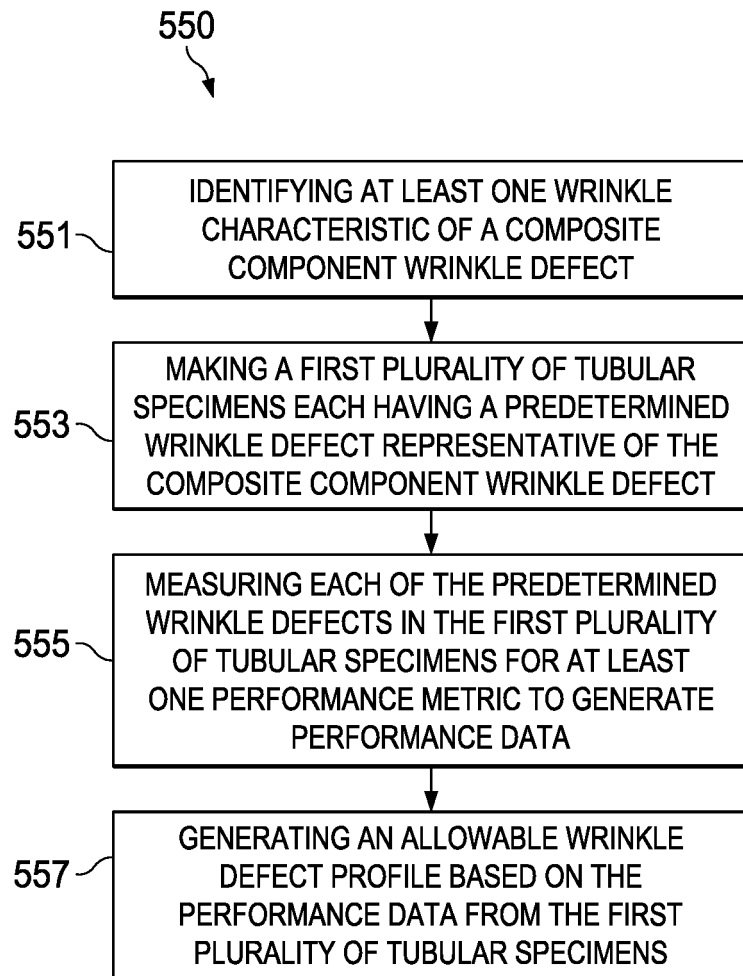 550
551
IDENTIFYING AT LEAST ONE WRINKLE
CHARACTERISTIC OF A COMPOSITE
COMPONENT WRINKLE DEFECT
553
MAKING A FIRST PLURALITY OF TUBULAR
SPECIMENS EACH HAVING A PREDETERMINED
WRINKLE DEFECT REPRESENTATIVE OF THE
COMPOSITE COMPONENT WRINKLE DEFECT
555
MEASURING EACH OF THE PREDETERMINED
WRINKLE DEFECTS IN THE FIRST PLURALITY
OF TUBULAR SPECIMENS FOR AT LEAST
ONE PERFORMANCE METRIC TO GENERATE
PERFORMANCE DATA
557
GENERATING AN ALLOWABLE WRINKLE
DEFECT PROFILE BASED ON THE
PERFORMANCE DATA FROM THE FIRST
PLURALITY OF TUBULAR SPECIMENS